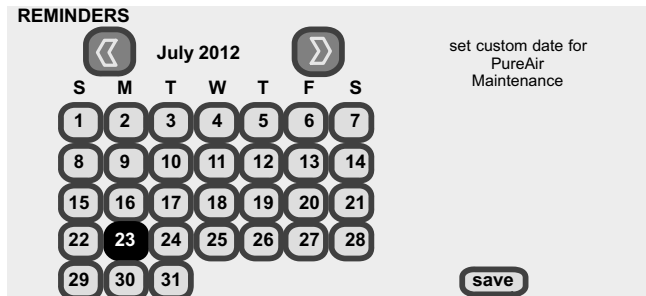 REMINDERS
July 2012
set custom date for
PureAir
Maintenance
S M T W T F S
1 2 3 4 5 6 7
8 9 10 11 12 13 14
15 16 17 18 19 20 21
22 23 24 25 26 27 28
29 30 31
save